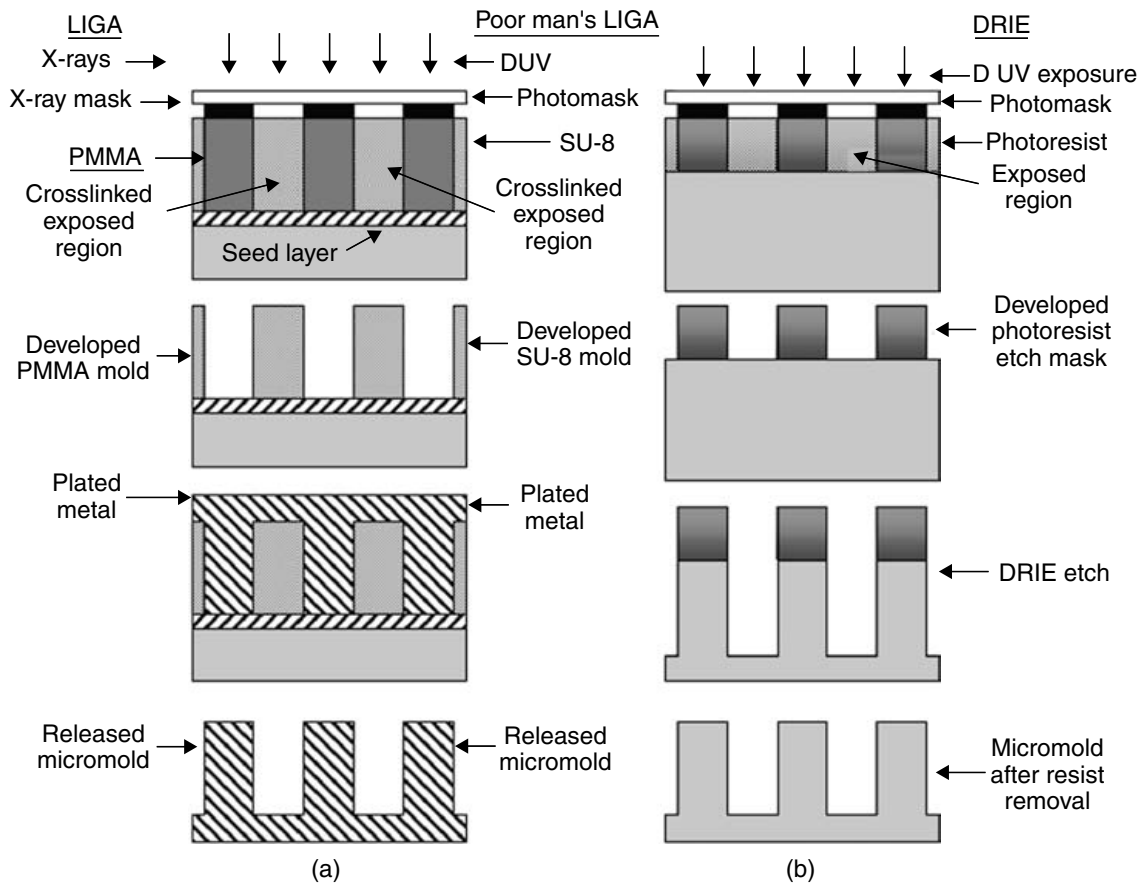 LIGA
Poor man's LIGA
DRIE
X-rays
DUV
D UV exposure
X-ray mask
Photomask
Photomask
PMMA
SU-8
Photoresist
Crosslinked
exposed
region
Crosslinked
exposed
region
Exposed
region
Seed layer
Developed
PMMA mold
Developed
SU-8 mold
Developed
photoresist
etch mask
Plated
metal
Plated
metal
DRIE etch
Released
micromold
Released
micromold
Micromold
after resist
removal
(a)
(b)